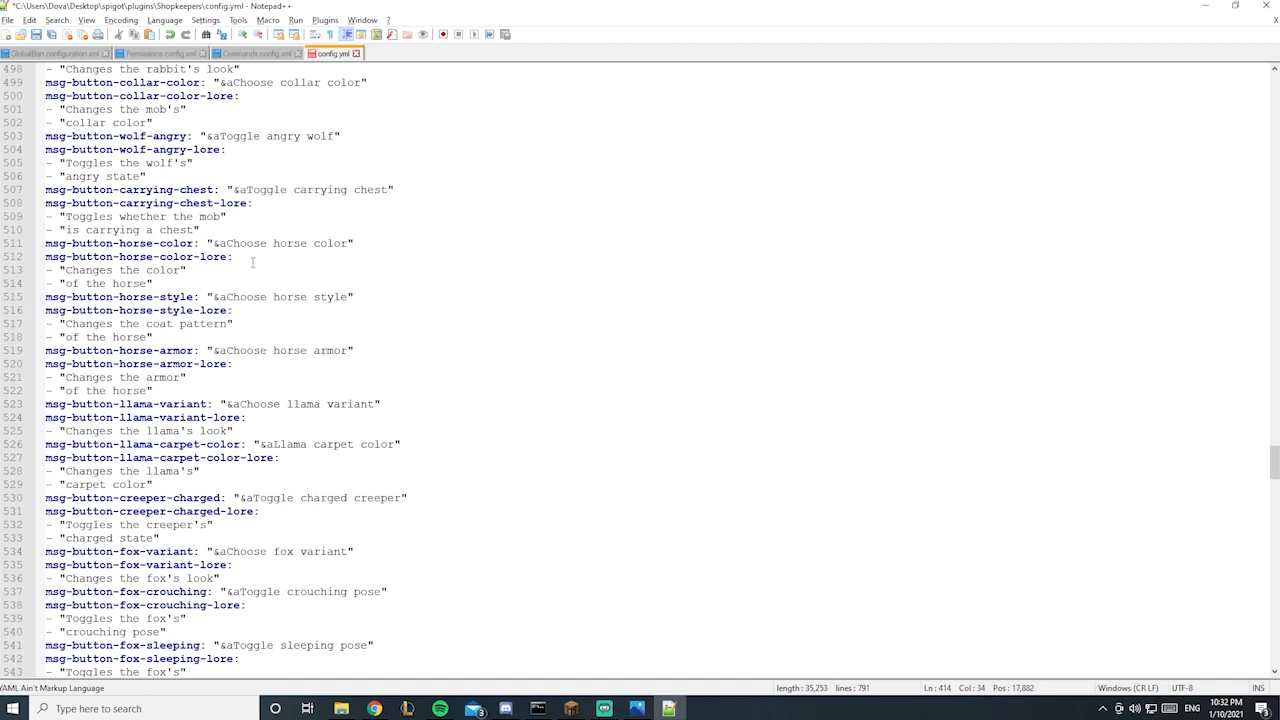 *C:\Users\Dova\Desktop\spigot\plugins\Shopkeepers\config.yml - Notepad++
File Edit Search View Encoding Language Settings Tools Macro Run Plugins Window ?
GlobalBan.configuration.xml Permissions.config.xml Commands.config.xml config.yml
498 - "Changes the rabbit's look"
499 msg-button-collar-color: "&aChoose collar color"
500 msg-button-collar-color-lore:
501 - "Changes the mob's"
502 - "collar color"
503 msg-button-wolf-angry: "&aToggle angry wolf"
504 msg-button-wolf-angry-lore:
505 - "Toggles the wolf's"
506 - "angry state"
507 msg-button-carrying-chest: "&aToggle carrying chest"
508 msg-button-carrying-chest-lore:
509 - "Toggles whether the mob"
510 - "is carrying a chest"
511 msg-button-horse-color: "&aChoose horse color"
512 msg-button-horse-color-lore:
513 - "Changes the color"
514 - "of the horse"
515 msg-button-horse-style: "&aChoose horse style"
516 msg-button-horse-style-lore:
517 - "Changes the coat pattern"
518 - "of the horse"
519 msg-button-horse-armor: "&aChoose horse armor"
520 msg-button-horse-armor-lore:
521 - "Changes the armor"
522 - "of the horse"
523 msg-button-llama-variant: "&aChoose llama variant"
524 msg-button-llama-variant-lore:
525 - "Changes the llama's look"
526 msg-button-llama-carpet-color: "&aLlama carpet color"
527 msg-button-llama-carpet-color-lore:
528 - "Changes the llama's"
529 - "carpet color"
530 msg-button-creeper-charged: "&aToggle charged creeper"
531 msg-button-creeper-charged-lore:
532 - "Toggles the creeper's"
533 - "charged state"
534 msg-button-fox-variant: "&aChoose fox variant"
535 msg-button-fox-variant-lore:
536 - "Changes the fox's look"
537 msg-button-fox-crouching: "&aToggle crouching pose"
538 msg-button-fox-crouching-lore:
539 - "Toggles the fox's"
540 - "crouching pose"
541 msg-button-fox-sleeping: "&aToggle sleeping pose"
542 msg-button-fox-sleeping-lore:
543 - "Toggles the fox's"
YAML Ain't Markup Language length : 35,253 lines : 791 Ln : 414 Col : 34 Pos : 17,882 Windows (CR LF) UTF-8 INS
Type here to search
3
ENG
10:32 PM
1/10/2021
3